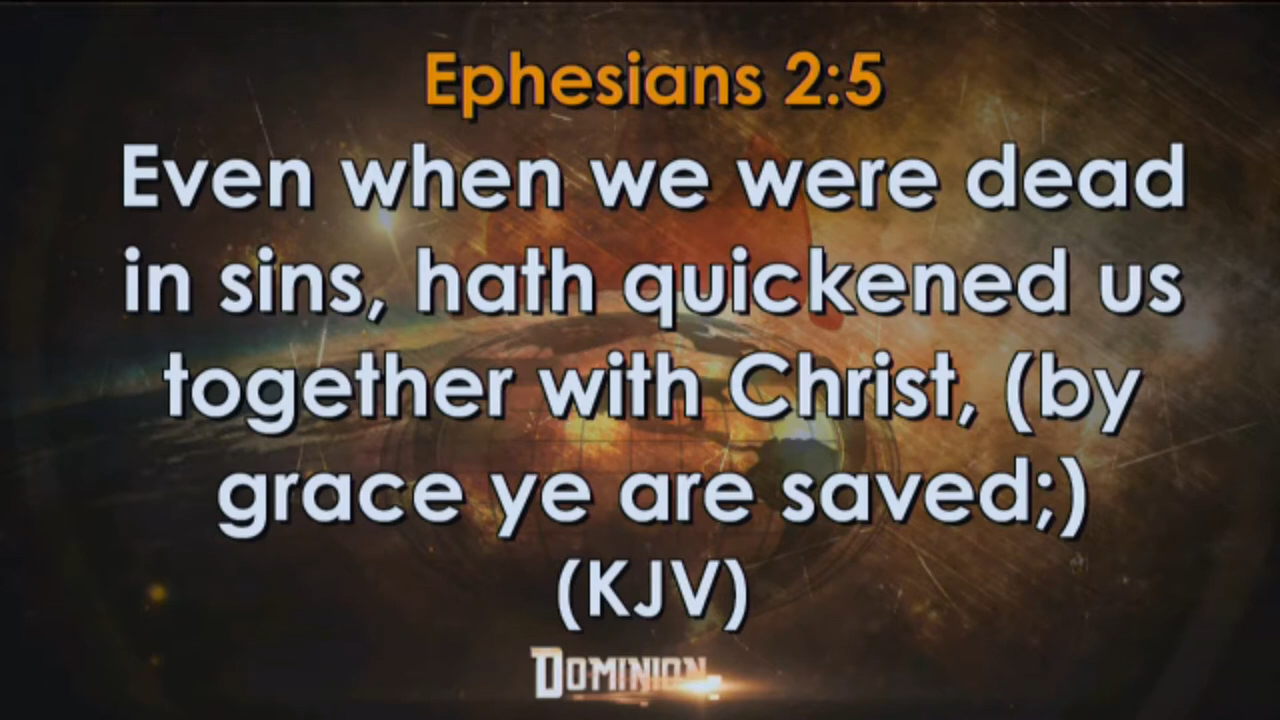 Ephesians 2:5
Even when we were dead
in sins, hath quickened us
together with Christ, (by
grace ye are saved;)
(KJV)
DOMINION